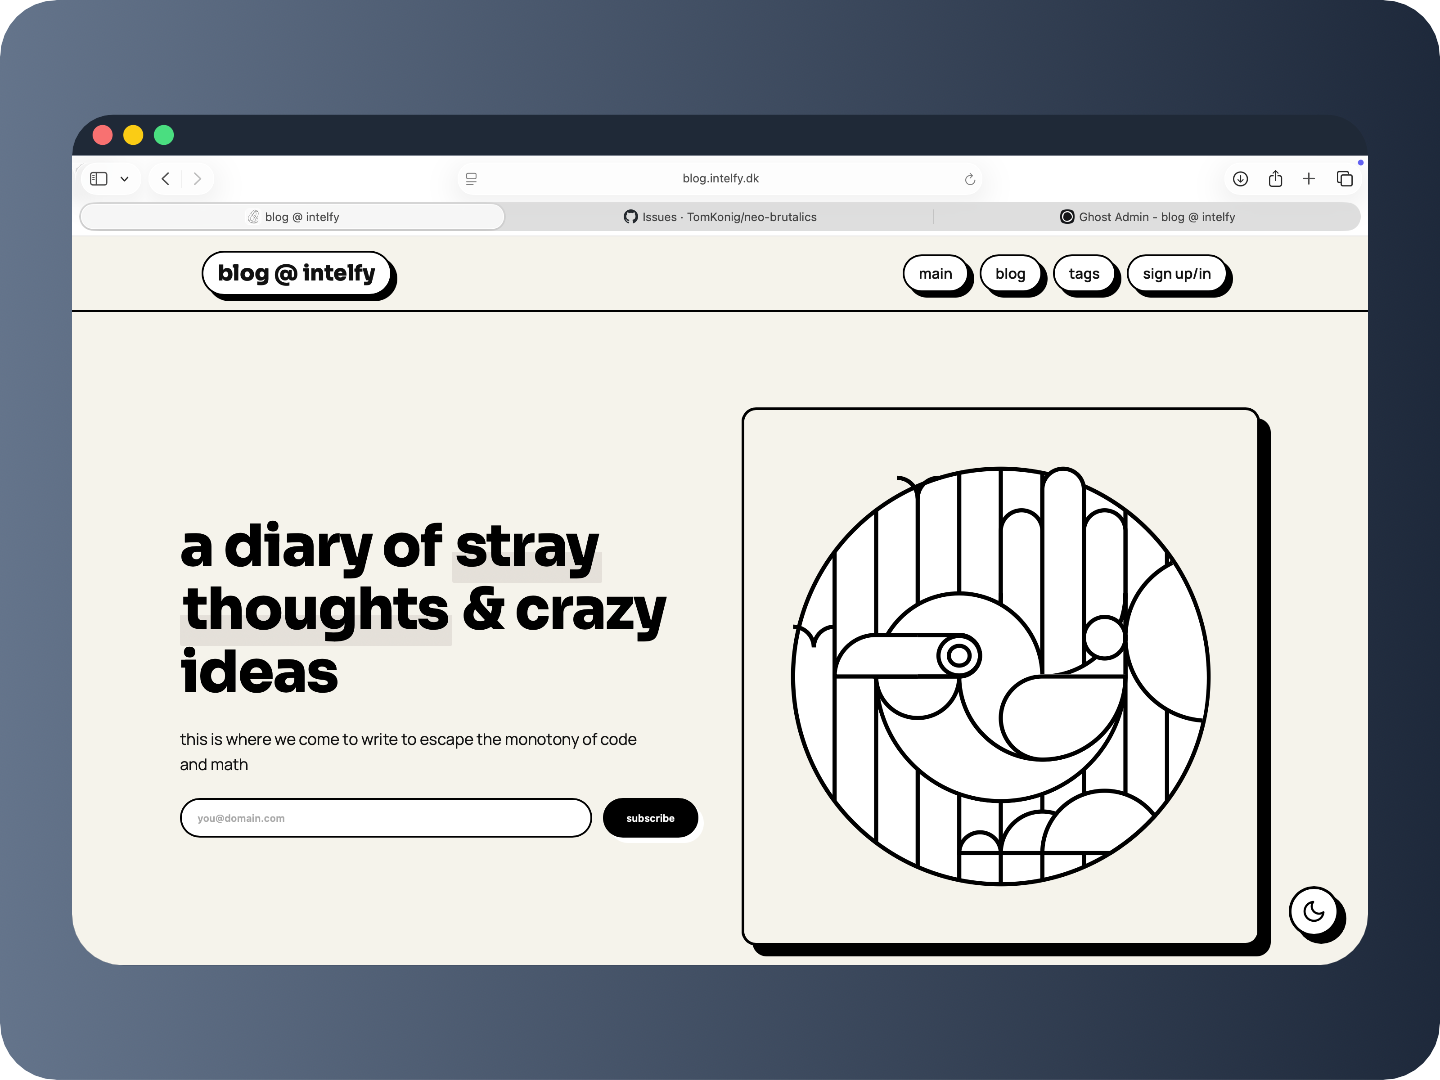 blog.intelfy.dk
blog @ intelfy
Issues · TomKonig/neo-brutalics
Ghost Admin - blog @ intelfy
blog @ intelfy
main
blog
tags
sign up/in
a diary of stray
thoughts & crazy
ideas
this is where we come to write to escape the monotony of code
and math
you@domain.com
subscribe